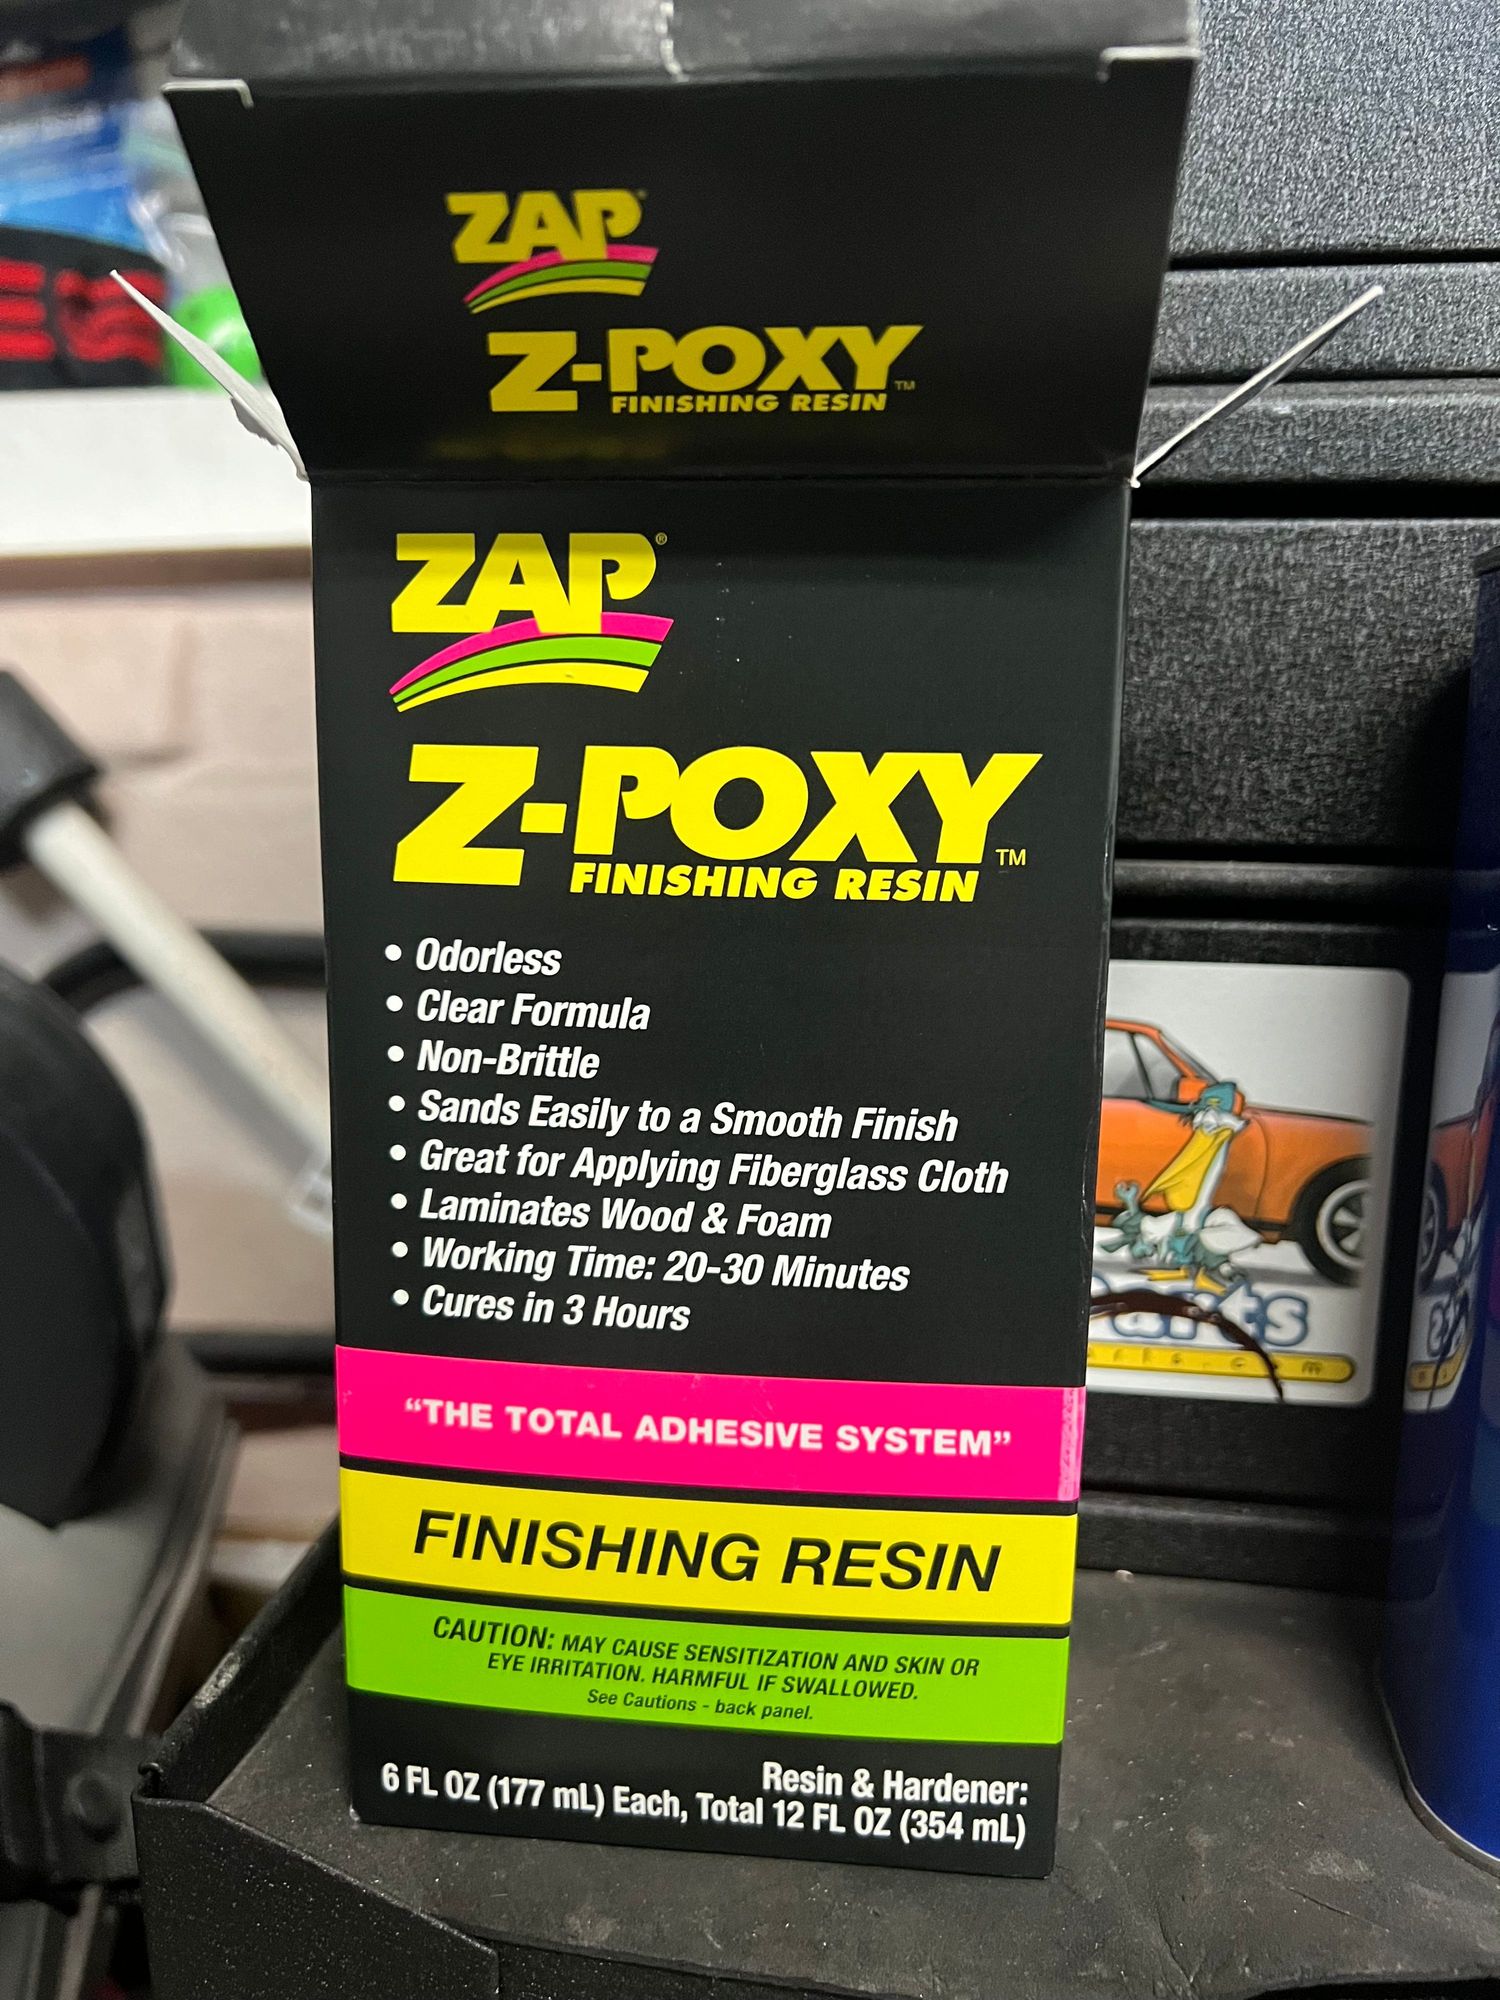 ZAP
Z-POXY™
FINISHING RESIN
ZAP®
Z-POXY™
FINISHING RESIN
• Odorless
• Clear Formula
• Non-Brittle
• Sands Easily to a Smooth Finish
• Great for Applying Fiberglass Cloth
• Laminates Wood & Foam
• Working Time: 20-30 Minutes
• Cures in 3 Hours
“THE TOTAL ADHESIVE SYSTEM”
FINISHING RESIN
CAUTION: MAY CAUSE SENSITIZATION AND SKIN OR
EYE IRRITATION. HARMFUL IF SWALLOWED.
See Cautions - back panel.
Resin & Hardener:
6 FL OZ (177 mL) Each, Total 12 FL OZ (354 mL)